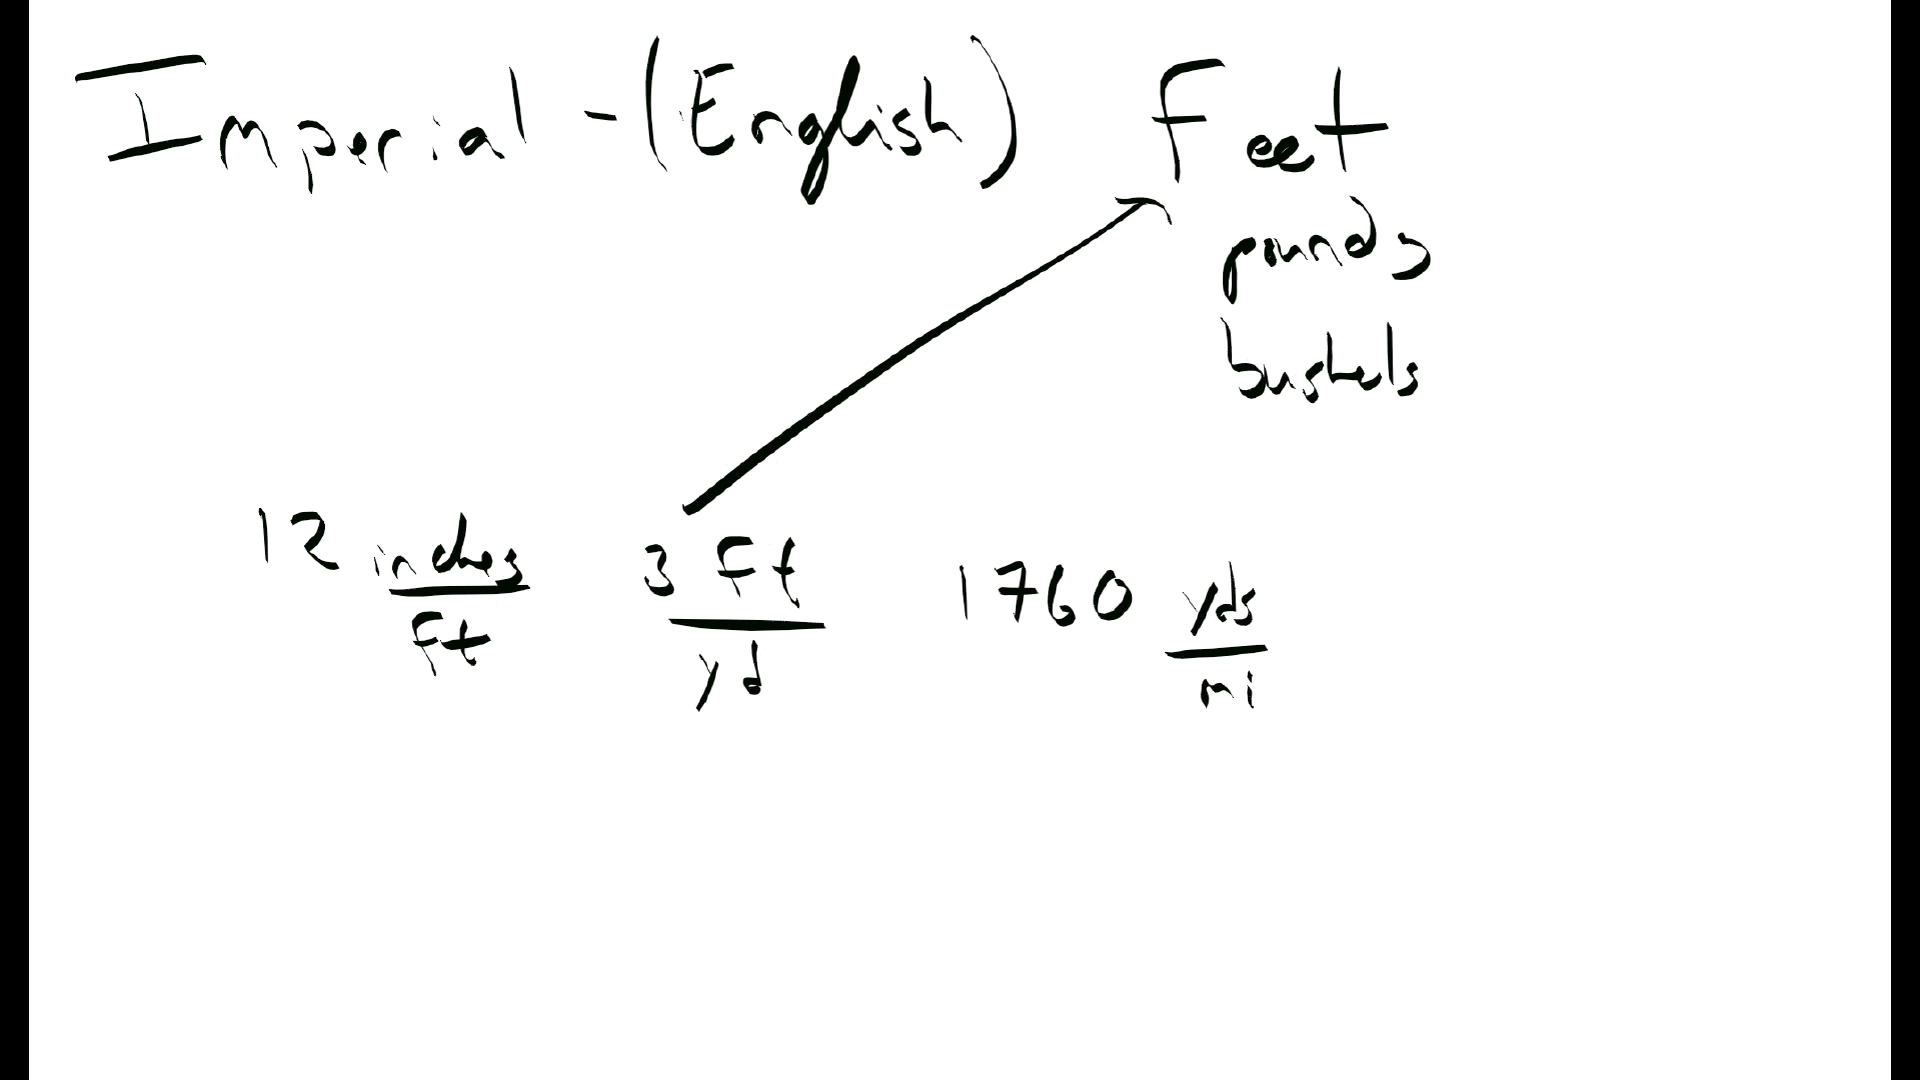 Imperial - (English) Feet
pounds
bushels
12 inches/ft 3 Ft/yd 1760 yds/mi